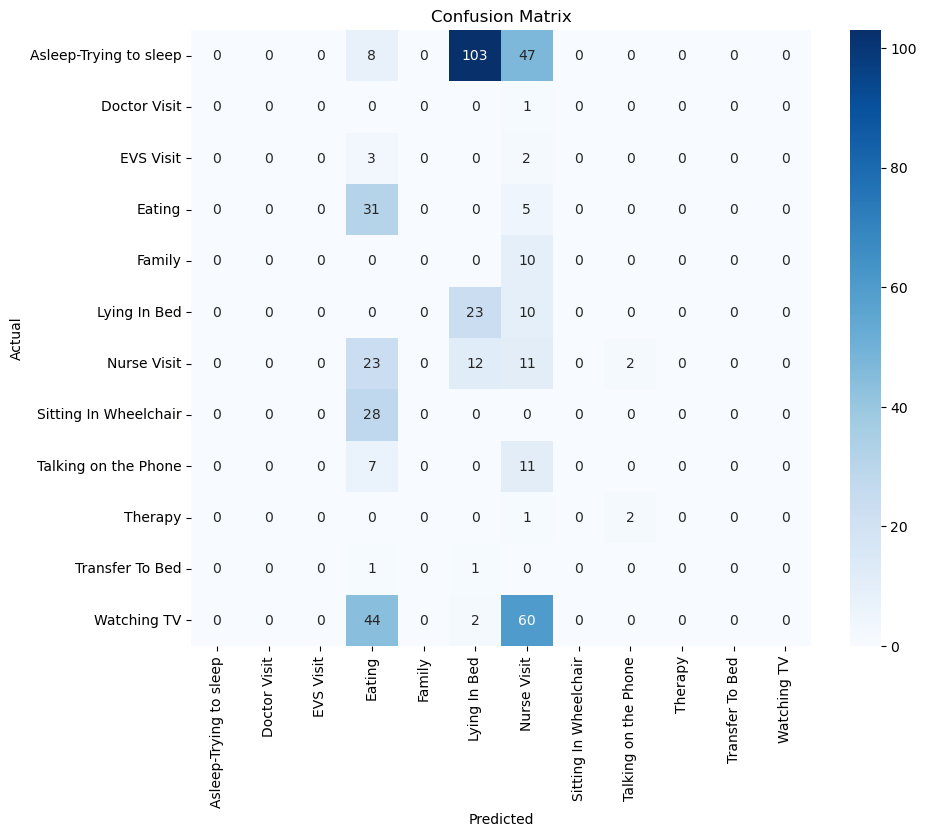 Confusion Matrix
Asleep-Trying to sleep 0 0 0 8 0 103 47 0 0 0 0 0
Doctor Visit 0 0 0 0 0 0 1 0 0 0 0 0
EVS Visit 0 0 0 3 0 0 2 0 0 0 0 0
Eating 0 0 0 31 0 0 5 0 0 0 0 0
Family 0 0 0 0 0 0 10 0 0 0 0 0
Lying In Bed 0 0 0 0 0 23 10 0 0 0 0 0
Nurse Visit 0 0 0 23 0 12 11 0 2 0 0 0
Sitting In Wheelchair 0 0 0 28 0 0 0 0 0 0 0 0
Talking on the Phone 0 0 0 7 0 0 11 0 0 0 0 0
Therapy 0 0 0 0 0 0 1 0 2 0 0 0
Transfer To Bed 0 0 0 1 0 1 0 0 0 0 0 0
Watching TV 0 0 0 44 0 2 60 0 0 0 0 0
Actual
Asleep-Trying to sleep
Doctor Visit
EVS Visit
Eating
Family
Lying In Bed
Nurse Visit
Sitting In Wheelchair
Talking on the Phone
Therapy
Transfer To Bed
Watching TV
Predicted
100
80
60
40
20
0